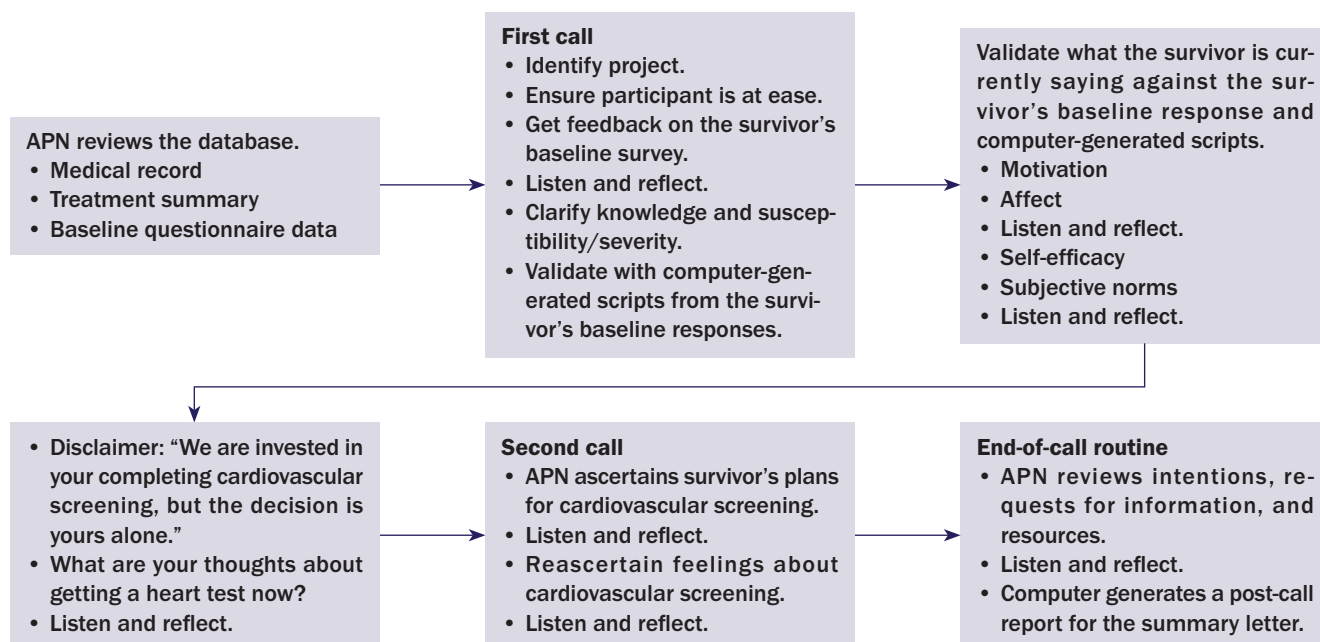 APN reviews the database.
• Medical record
• Treatment summary
• Baseline questionnaire data
First call
• Identify project.
• Ensure participant is at ease.
• Get feedback on the survivor’s
baseline survey.
• Listen and reflect.
• Clarify knowledge and suscep-
tibility/severity.
• Validate with computer-gen-
erated scripts from the survi-
vor’s baseline responses.
Validate what the survivor is cur-
rently saying against the sur-
vivor’s baseline response and
computer-generated scripts.
• Motivation
• Affect
• Listen and reflect.
• Self-efficacy
• Subjective norms
• Listen and reflect.
• Disclaimer: “We are invested in
your completing cardiovascular
screening, but the decision is
yours alone.”
• What are your thoughts about
getting a heart test now?
• Listen and reflect.
Second call
• APN ascertains survivor’s plans
for cardiovascular screening.
• Listen and reflect.
• Reascertain feelings about
cardiovascular screening.
• Listen and reflect.
End-of-call routine
• APN reviews intentions, re-
quests for information, and
resources.
• Listen and reflect.
• Computer generates a post-call
report for the summary letter.